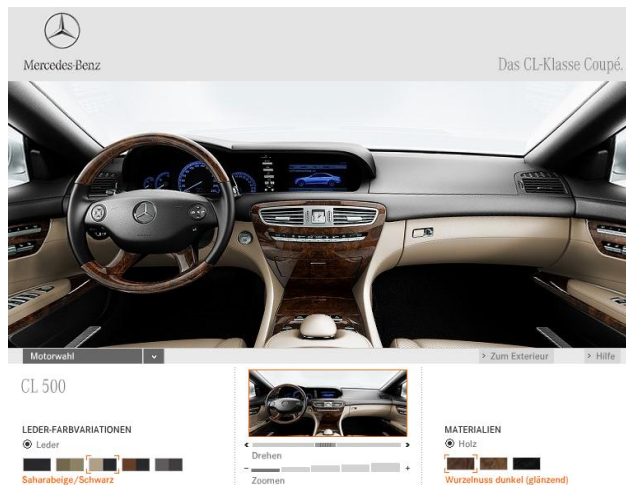 Mercedes-Benz
Das CL-Klasse Coupé.
Motorwahl
> Zum Exterieur
> Hilfe
CL 500
LEDER-FARBVARIATIONEN
Leder
Saharabeige/Schwarz
Drehen
- +
Zoomen
MATERIALIEN
Holz
Wurzelnuss dunkel (glänzend)